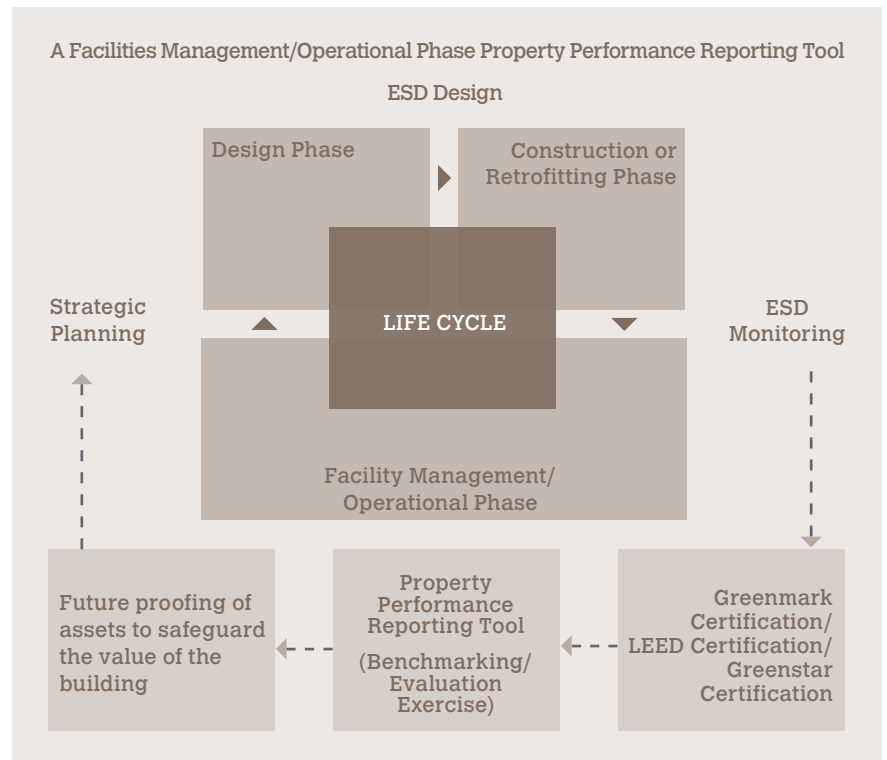 A Facilities Management/Operational Phase Property Performance Reporting Tool
ESD Design
Design Phase
Construction or
Retrofitting Phase
Strategic
Planning
LIFE CYCLE
ESD
Monitoring
Facility Management/
Operational Phase
Future proofing of
assets to safeguard
the value of the
building
Property
Performance
Reporting Tool
(Benchmarking/
Evaluation
Exercise)
Greenmark
Certification/
LEED Certification/
Greenstar
Certification